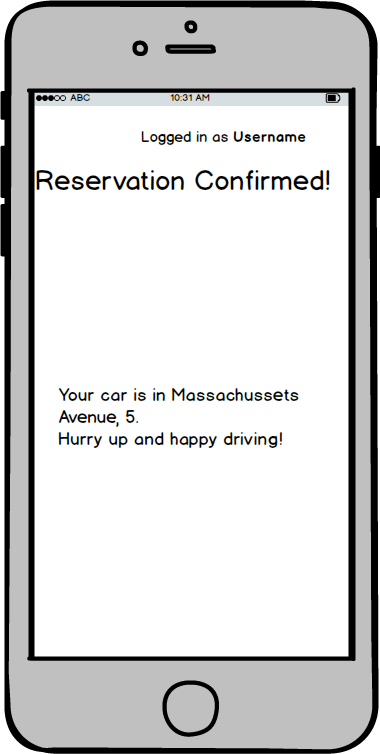 ABC 10:31 AM
Logged in as Username
Reservation Confirmed!
Your car is in Massachussets
Avenue, 5.
Hurry up and happy driving!